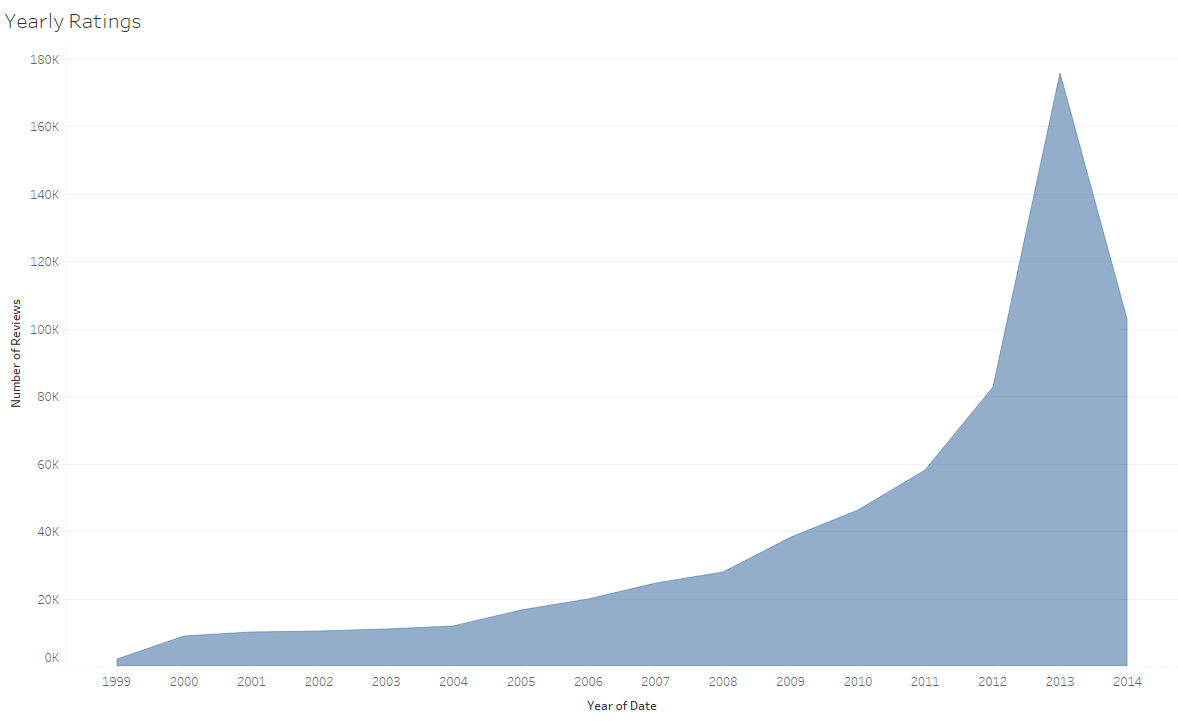 Yearly Ratings
180K
160K
140K
120K
100K
80K
60K
40K
20K
0K
Number of Reviews
1999 2000 2001 2002 2003 2004 2005 2006 2007 2008 2009 2010 2011 2012 2013 2014
Year of Date